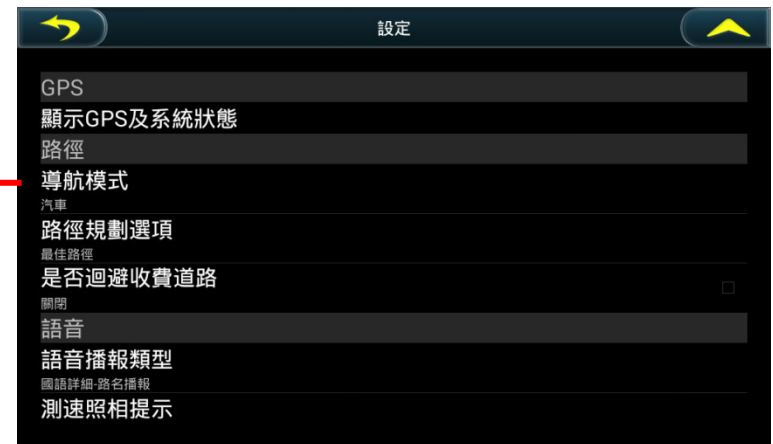 設定
GPS
顯示GPS及系統狀態
路徑
導航模式
汽車
路徑規劃選項
最佳路徑
是否迴避收費道路
關閉
語音
語音播報類型
國語詳細-路名播報
測速照相提示